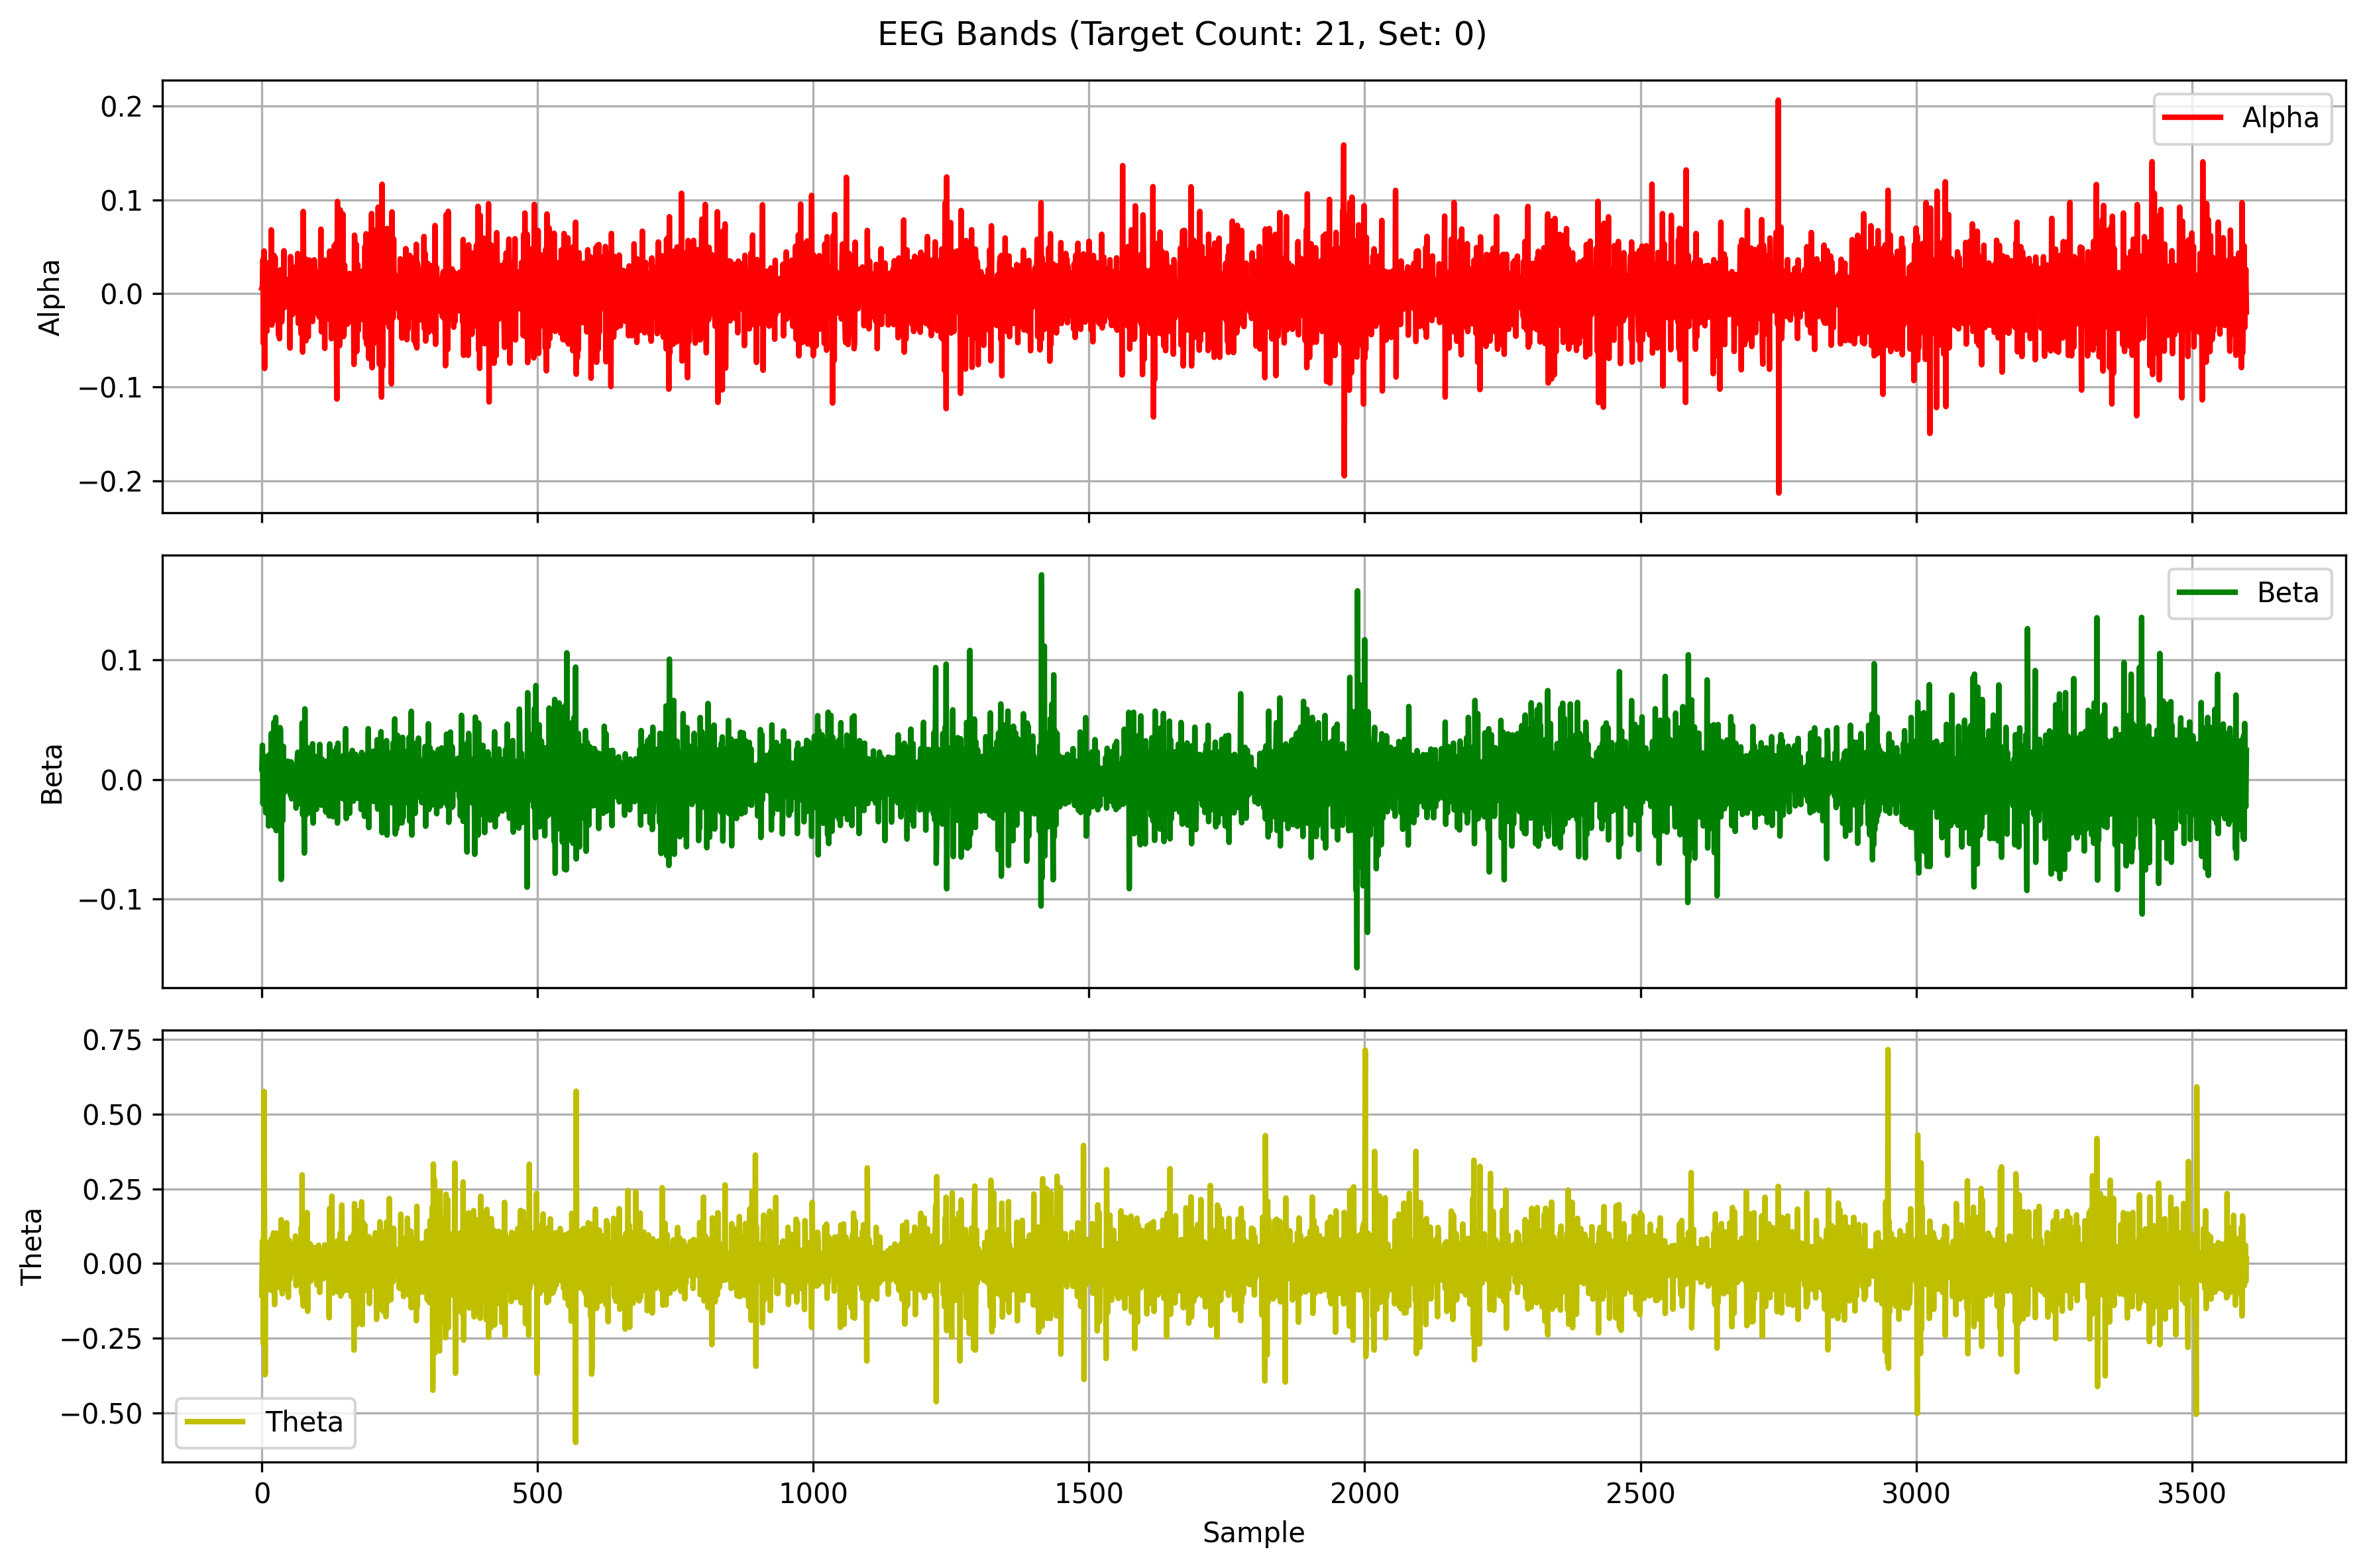 EEG Bands (Target Count: 21, Set: 0)
0.2
0.1
0.0
−0.1
−0.2
Alpha
Alpha
0.1
0.0
−0.1
Beta
Beta
0.75
0.50
0.25
0.00
−0.25
−0.50
Theta
Theta
0 500 1000 1500 2000 2500 3000 3500
Sample